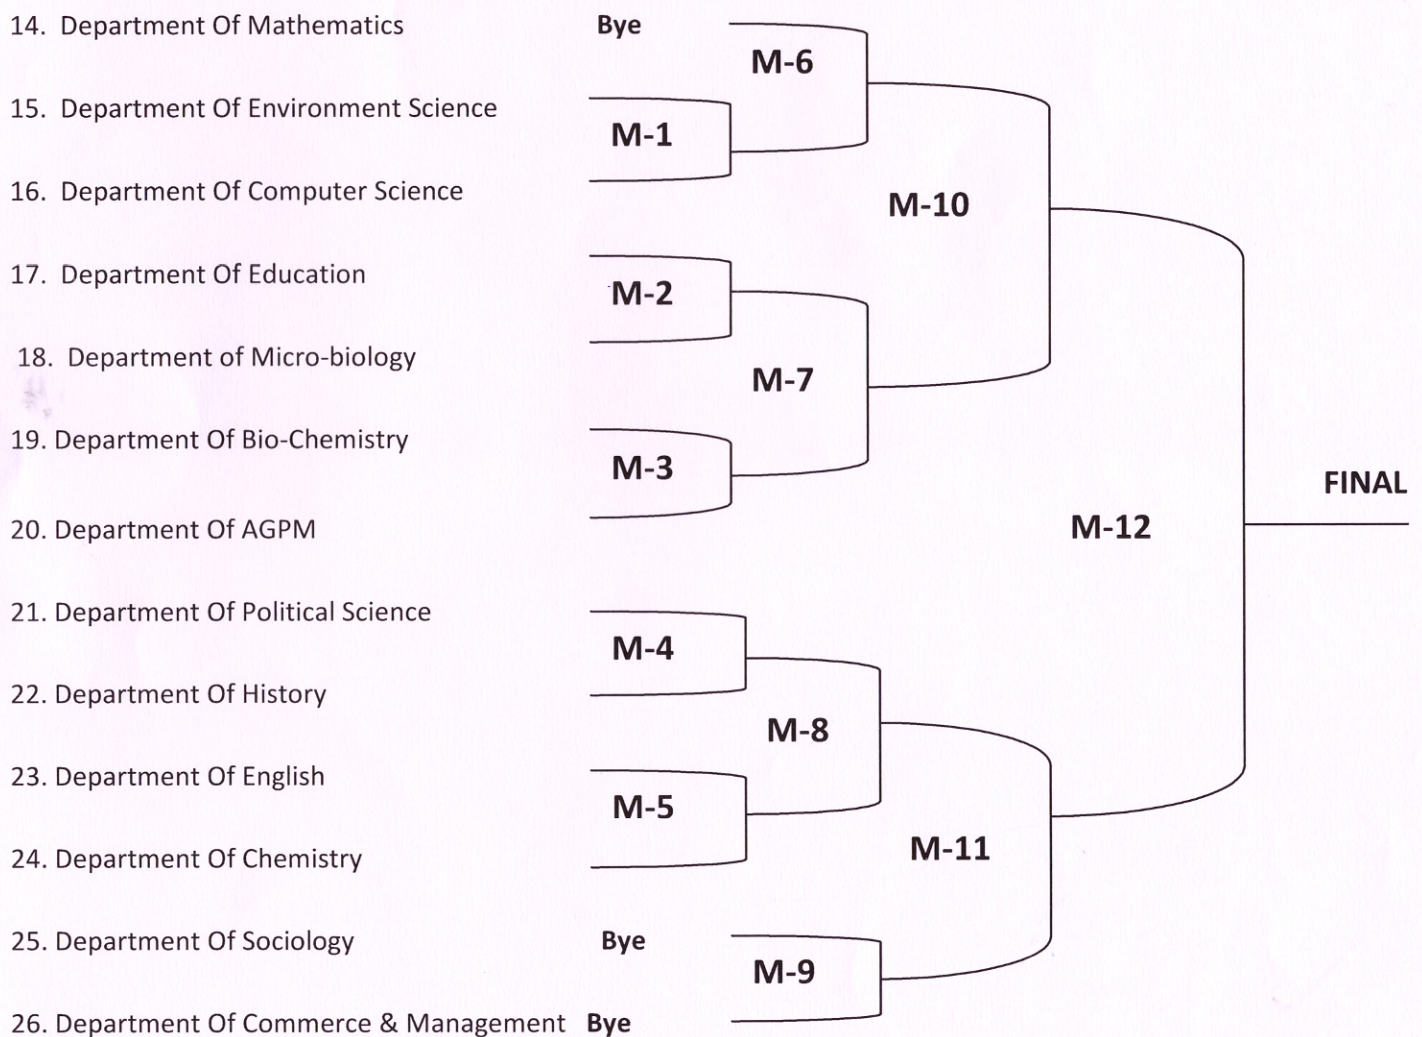 14. Department Of Mathematics Bye
M-6
15. Department Of Environment Science
M-1
16. Department Of Computer Science
M-10
17. Department Of Education
M-2
18. Department of Micro-biology
M-7
19. Department Of Bio-Chemistry
M-3
FINAL
20. Department Of AGPM
M-12
21. Department Of Political Science
M-4
22. Department Of History
M-8
23. Department Of English
M-5
24. Department Of Chemistry
M-11
25. Department Of Sociology Bye
M-9
26. Department Of Commerce & Management Bye